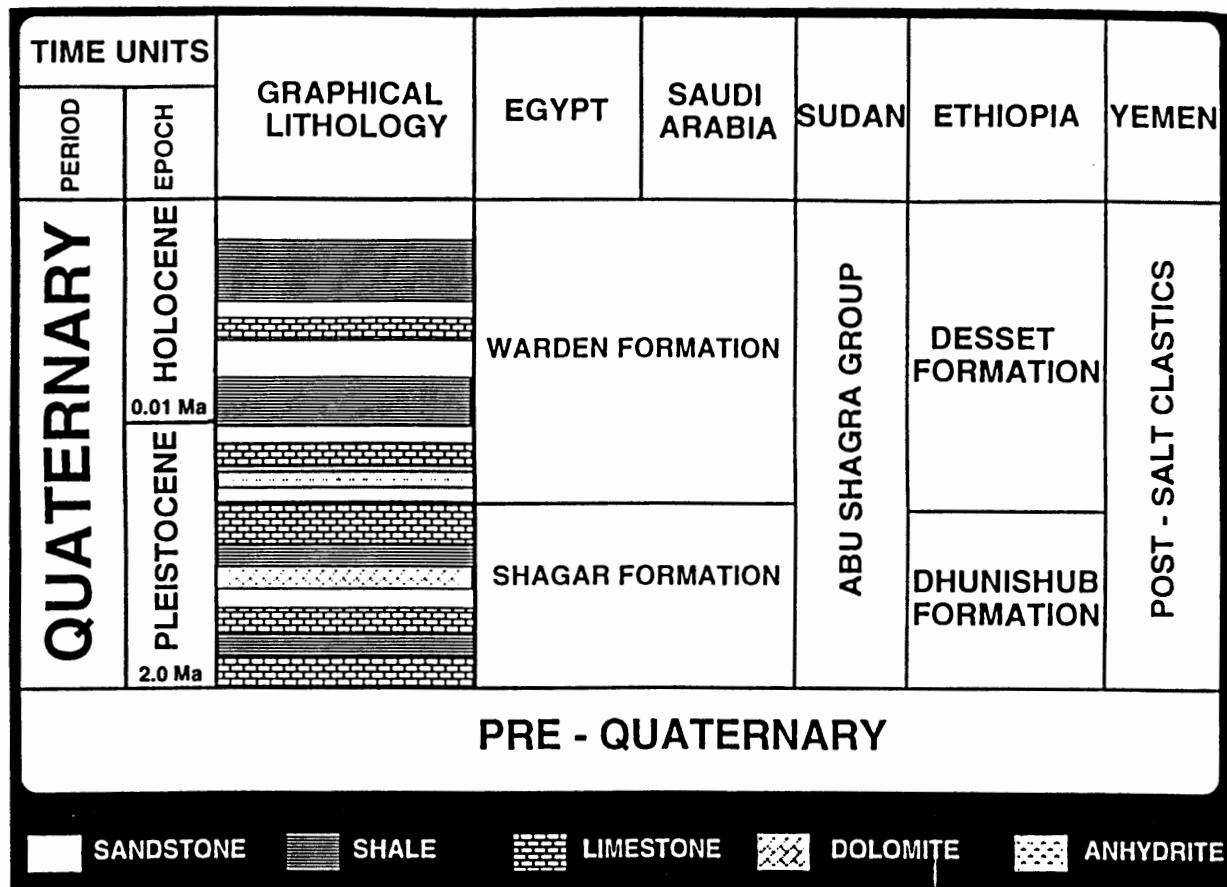 TIME UNITS
PERIOD
EPOCH
GRAPHICAL
LITHOLOGY
EGYPT
SAUDI
ARABIA
SUDAN
ETHIOPIA
YEMEN
QUATERNARY
HOLOCENE
0.01 Ma
PLEISTOCENE
2.0 Ma
WARDEN FORMATION
SHAGAR FORMATION
ABU SHAGRA GROUP
DESSET
FORMATION
DHUNISHUB
FORMATION
POST - SALT CLASTICS
PRE - QUATERNARY
SANDSTONE
SHALE
LIMESTONE
DOLOMITE
ANHYDRITE